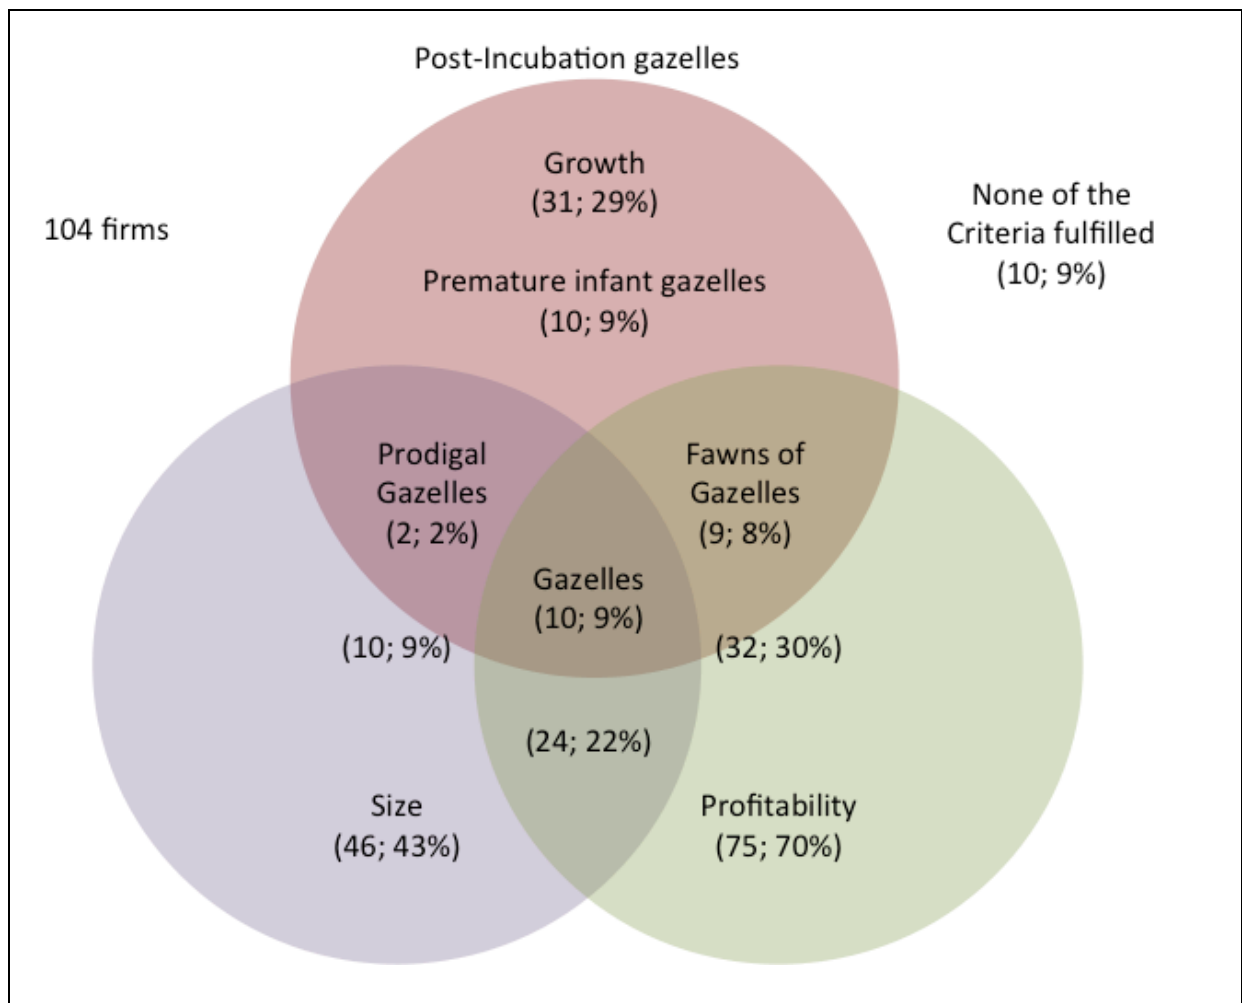 Post-Incubation gazelles
Growth
(31; 29%)
None of the
Criteria fulfilled
(10; 9%)
104 firms
Premature infant gazelles
(10; 9%)
Prodigal
Gazelles
(2; 2%)
Fawns of
Gazelles
(9; 8%)
Gazelles
(10; 9%)
(10; 9%)
(32; 30%)
(24; 22%)
Size
(46; 43%)
Profitability
(75; 70%)